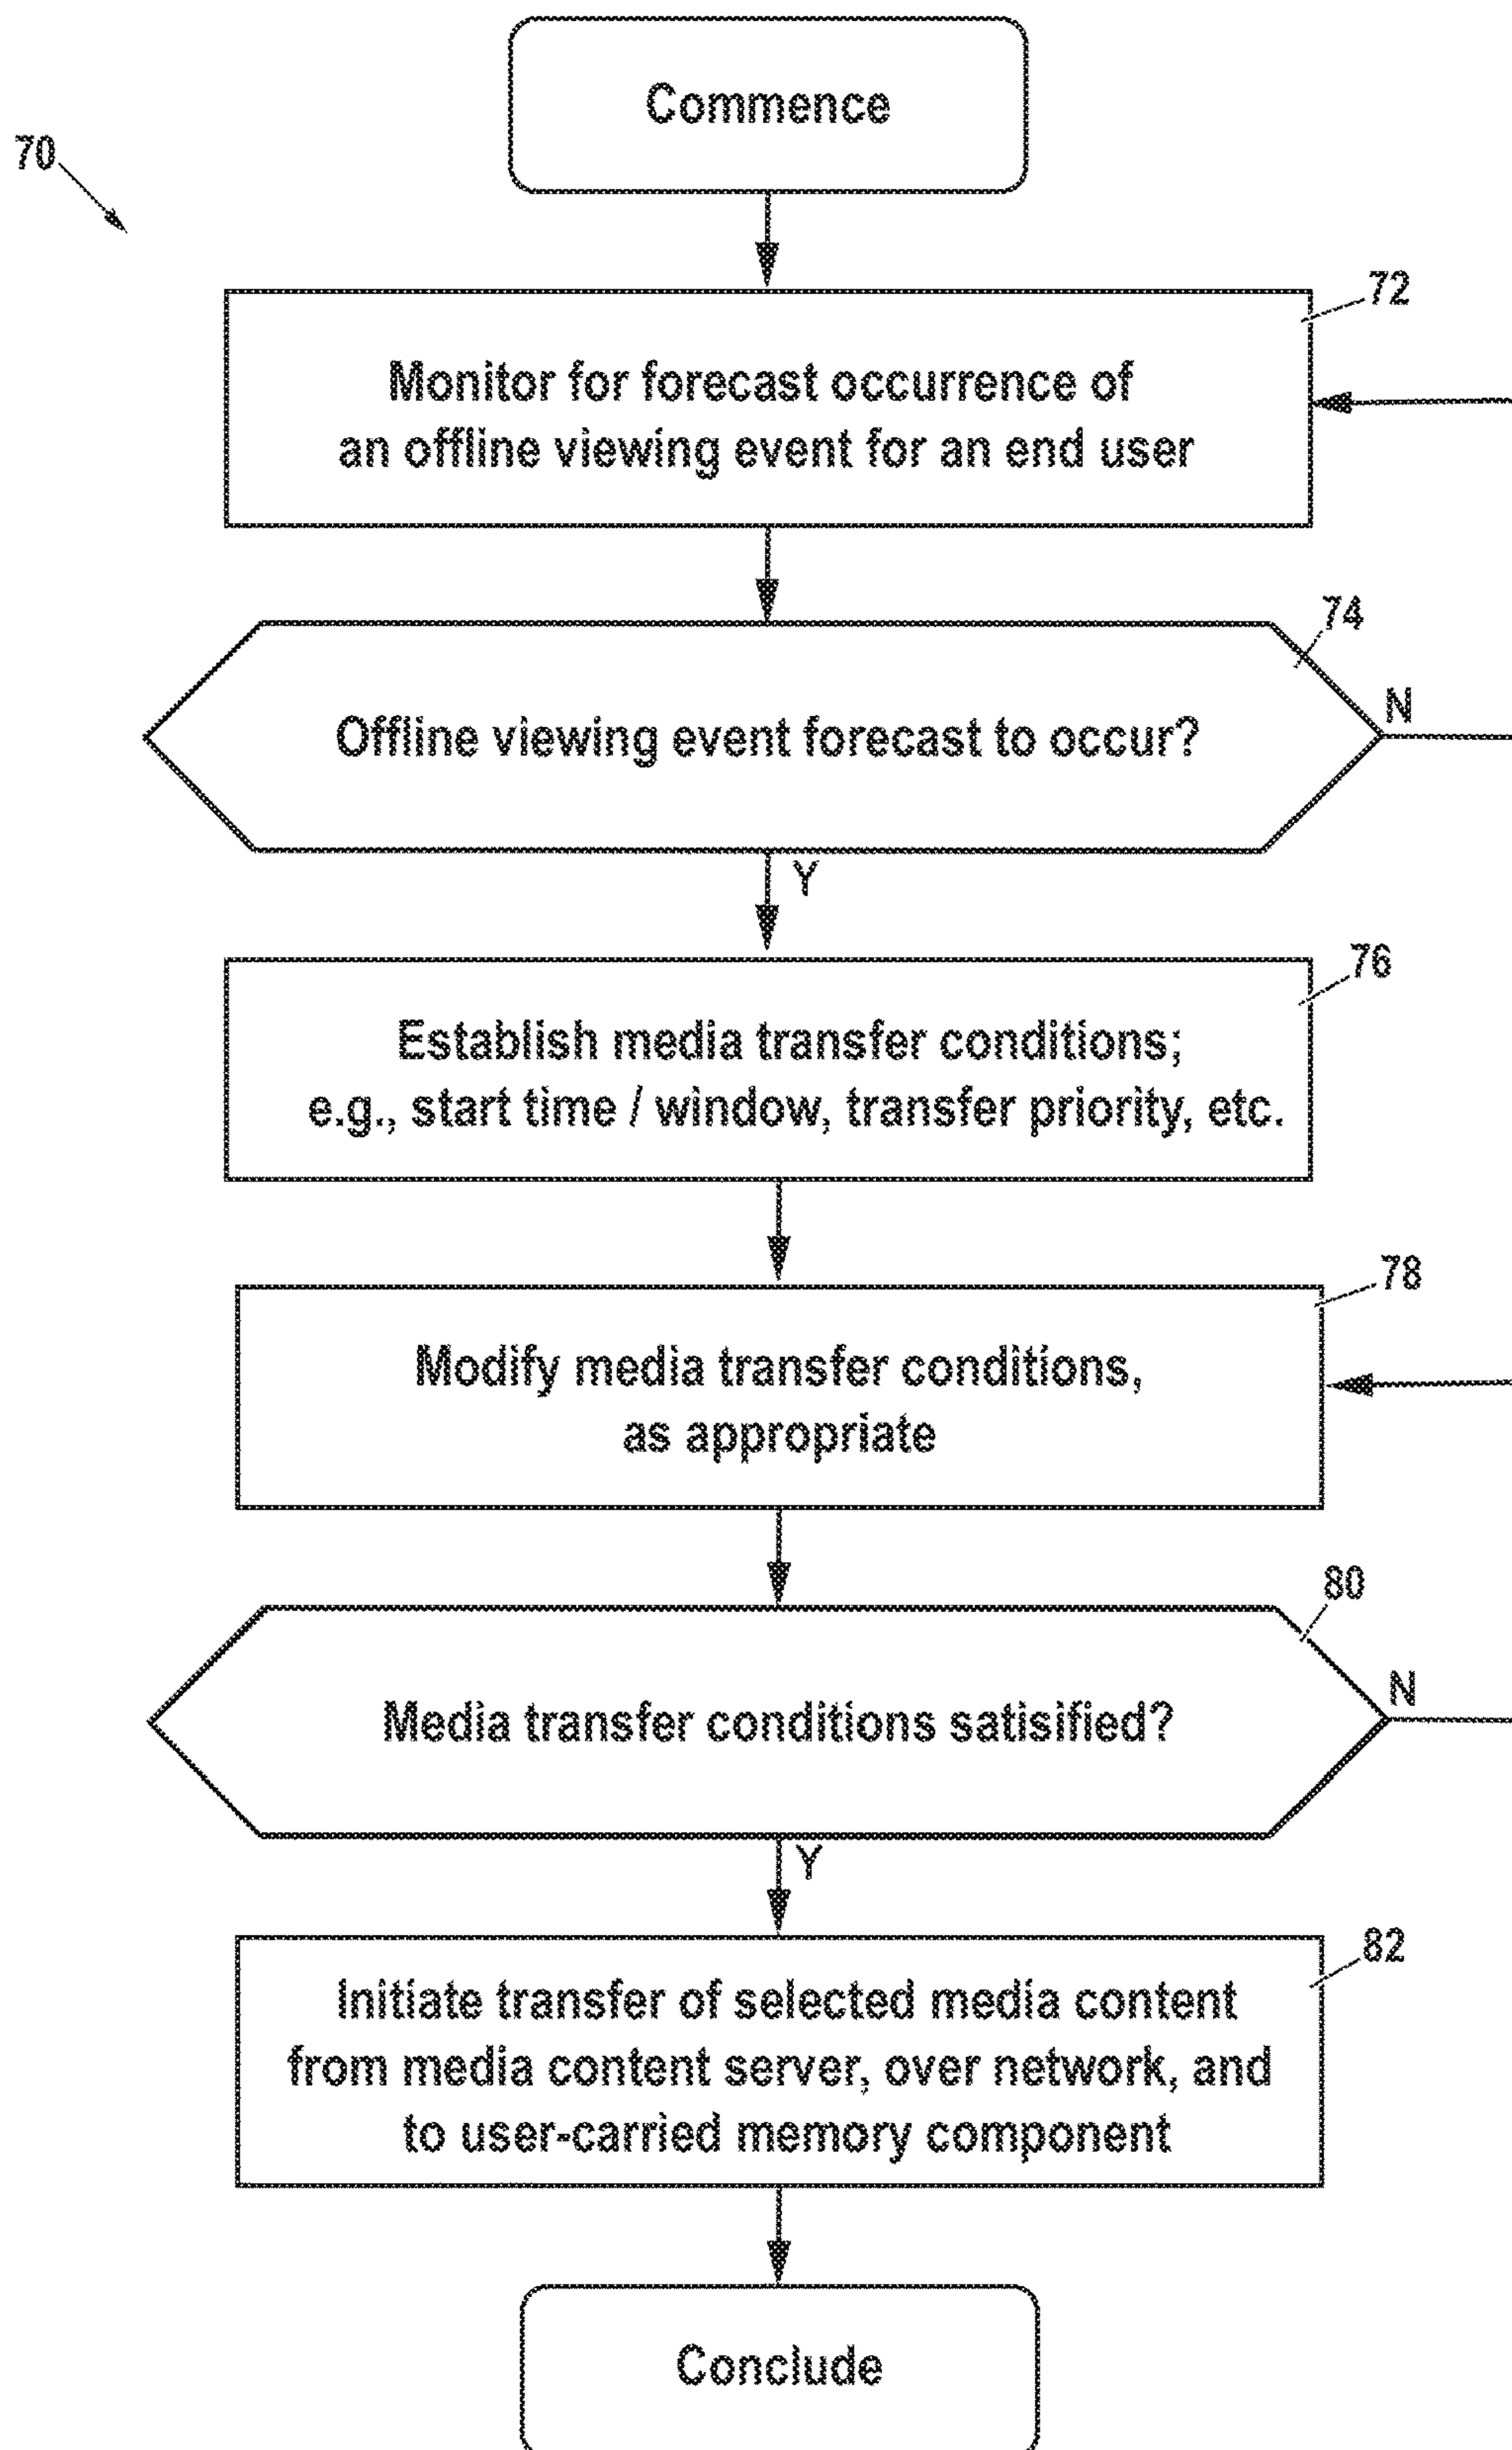 Commence
70
72
Monitor for forecast occurrence of
an offline viewing event for an end user
74
Offline viewing event forecast to occur?
N
Y
76
Establish media transfer conditions;
e.g., start time / window, transfer priority, etc.
78
Modify media transfer conditions,
as appropriate
80
Media transfer conditions satisified?
N
Y
82
Initiate transfer of selected media content
from media content server, over network, and
to user-carried memory component
Conclude